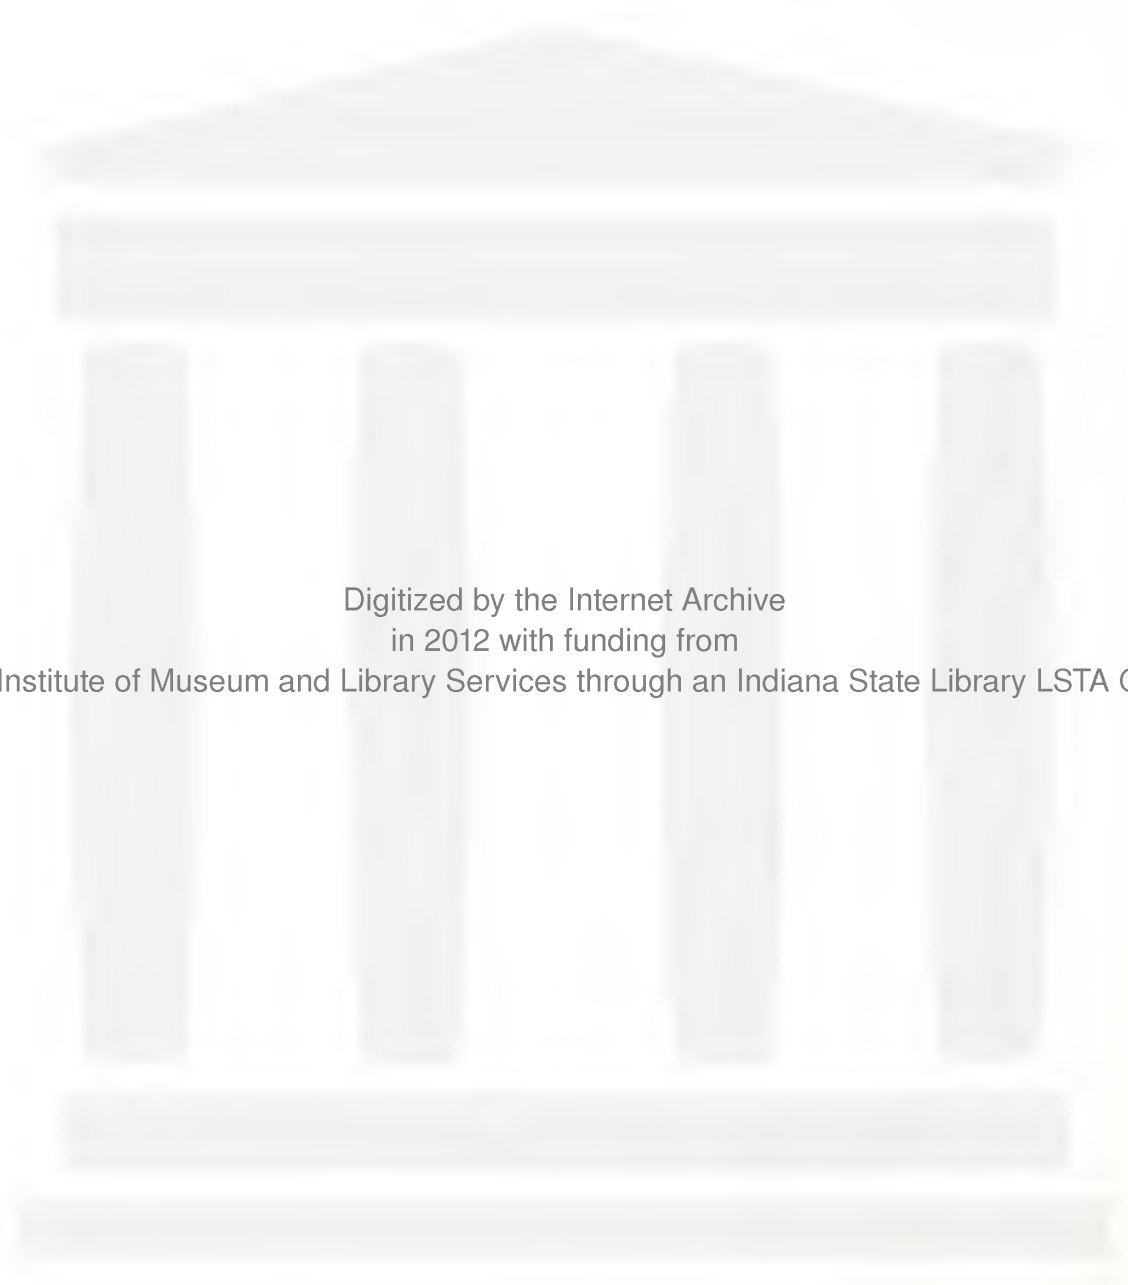 Digitized by the Internet Archive
in 2012 with funding from
Institute of Museum and Library Services through an Indiana State Library LSTA